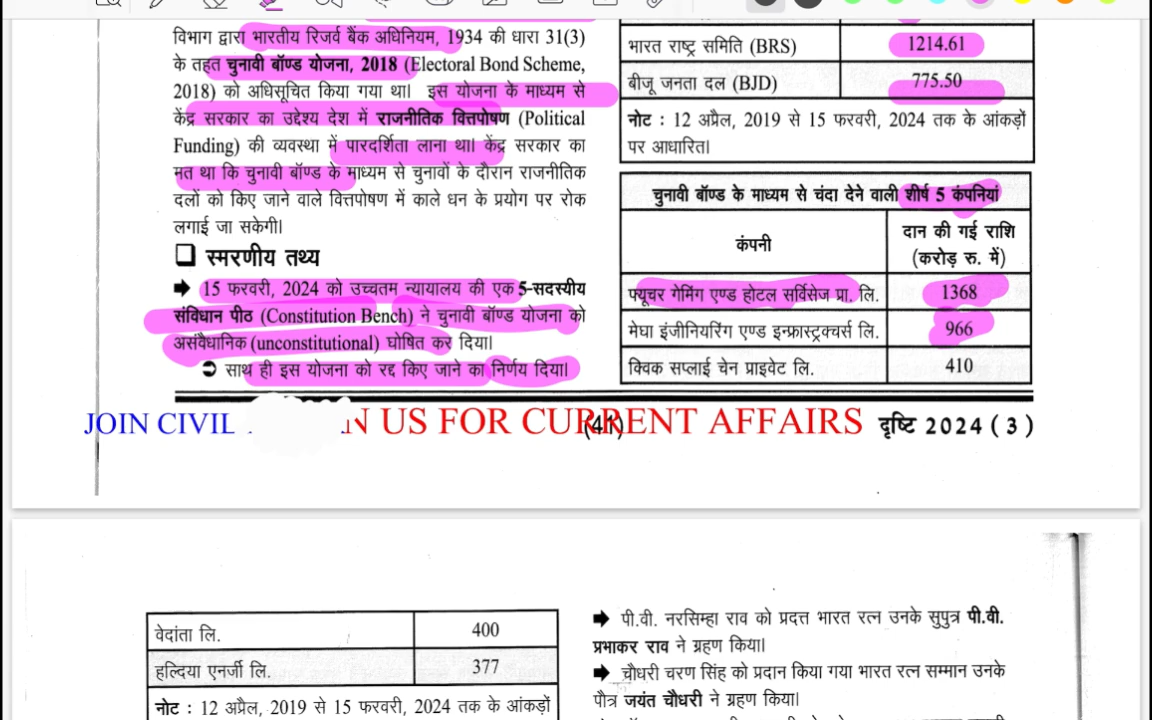 विभाग द्वारा भारतीय रिजर्व बैंक अधिनियम, 1934 की धारा 31(3)
के तहत चुनावी बॉण्ड योजना, 2018 (Electoral Bond Scheme,
2018) को अधिसूचित किया गया था। इस योजना के माध्यम से
केंद्र सरकार का उद्देश्य देश में राजनीतिक वित्तपोषण (Political
Funding) की व्यवस्था में पारदर्शिता लाना था। केंद्र सरकार का
मत था कि चुनावी बॉण्ड के माध्यम से चुनावों के दौरान राजनीतिक
दलों को किए जाने वाले वित्तपोषण में काले धन के प्रयोग पर रोक
लगाई जा सकेगी।
❑ स्मरणीय तथ्य
➡ 15 फरवरी, 2024 को उच्चतम न्यायालय की एक 5-सदस्यीय
संविधान पीठ (Constitution Bench) ने चुनावी बॉण्ड योजना को
असंवैधानिक (unconstitutional) घोषित कर दिया।
➲ साथ ही इस योजना को रद्द किए जाने का निर्णय दिया।
भारत राष्ट्र समिति (BRS) 1214.61
बीजू जनता दल (BJD) 775.50
नोट : 12 अप्रैल, 2019 से 15 फरवरी, 2024 तक के आंकड़ों
पर आधारित।
चुनावी बॉण्ड के माध्यम से चंदा देने वाली शीर्ष 5 कंपनियां
कंपनी दान की गई राशि
(करोड़ रु. में)
फ्यूचर गेमिंग एण्ड होटल सर्विसेज प्रा. लि. 1368
मेघा इंजीनियरिंग एण्ड इन्फ्रास्ट्रक्चर्स लि. 966
क्विक सप्लाई चेन प्राइवेट लि. 410
JOIN CIVIL IN US FOR CURRENT AFFAIRS (41) दृष्टि 2024 ( 3 )
वेदांता लि. 400
हल्दिया एनर्जी लि. 377
नोट : 12 अप्रैल, 2019 से 15 फरवरी, 2024 तक के आंकड़ों
➡ पी.वी. नरसिम्हा राव को प्रदत्त भारत रत्न उनके सुपुत्र पी.वी.
प्रभाकर राव ने ग्रहण किया।
➡ चौधरी चरण सिंह को प्रदान किया गया भारत रत्न सम्मान उनके
पौत्र जयंत चौधरी ने ग्रहण किया।